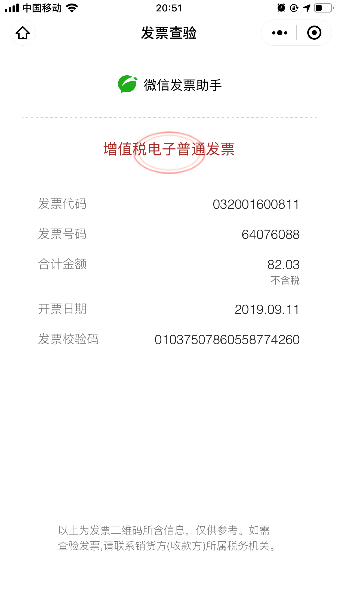 中国移动
20:51
发票查验
微信发票助手
增值税电子普通发票
发票代码 032001600811
发票号码 64076088
合计金额 82.03
不含税
开票日期 2019.09.11
发票校验码 01037507860558774260
以上为发票二维码所含信息，仅供参考。如需
查验发票,请联系销货方(收款方)所属税务机关。